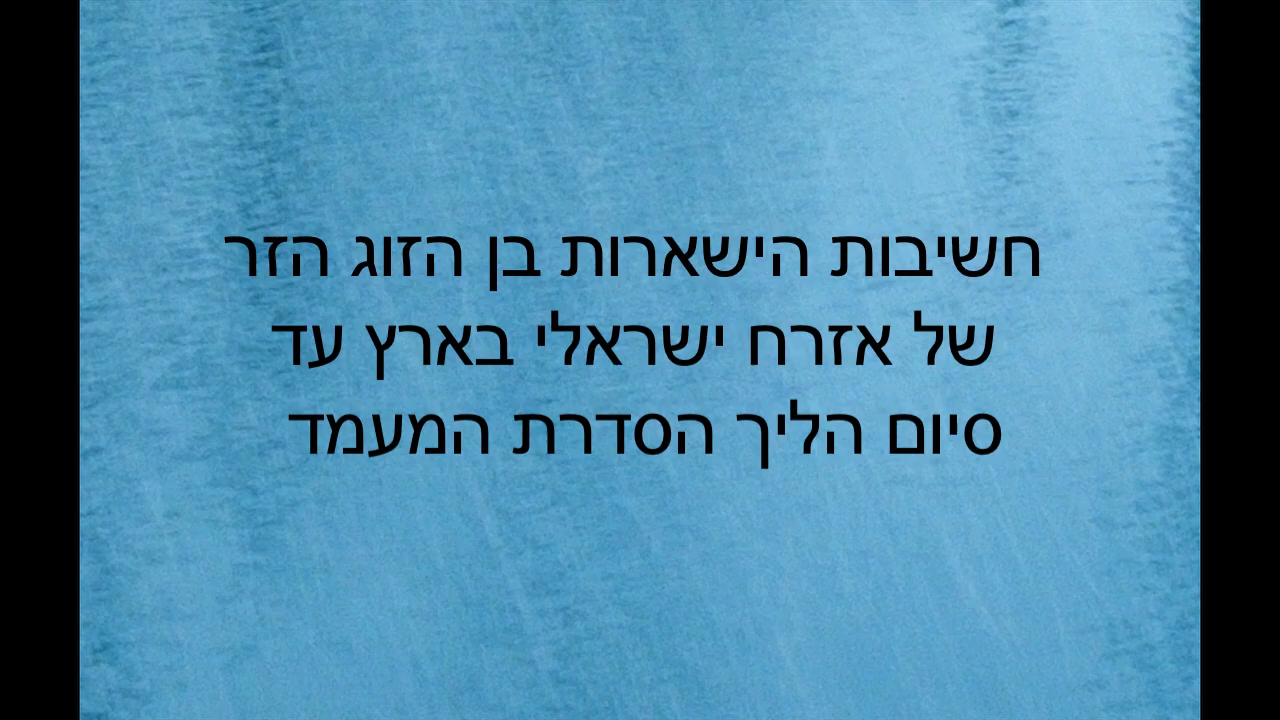 חשיבות הישארות בן הזוג הזר
של אזרח ישראלי בארץ עד
סיום הליך הסדרת המעמד